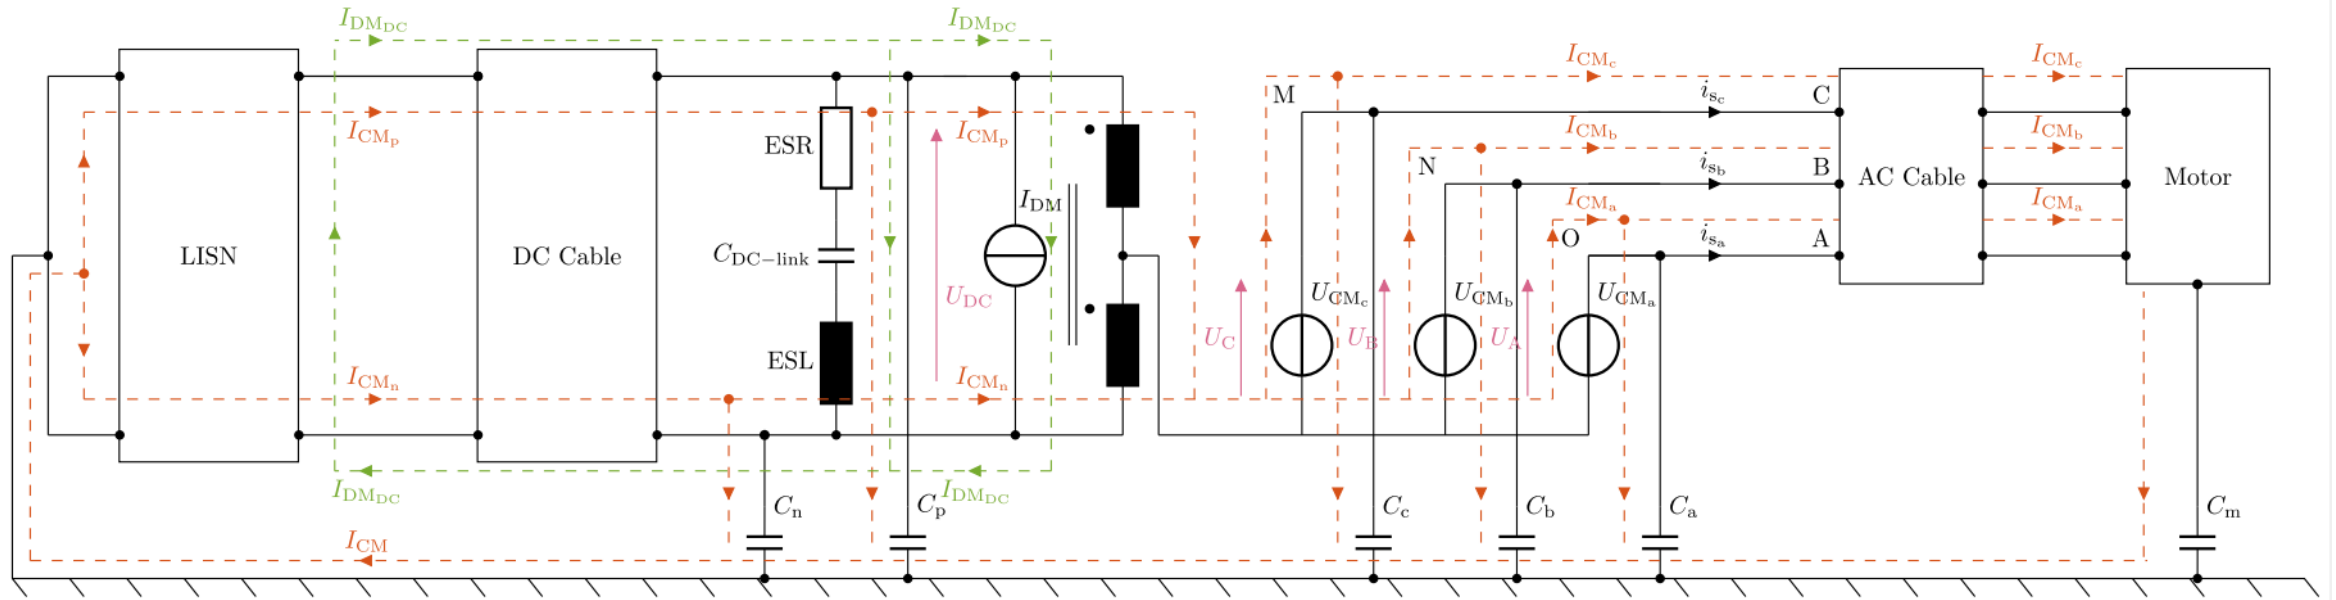 I_DM_DC I_DM_DC
I_CM_c I_CM_c
M i_s_c C
I_CM_p I_CM_p
ESR
I_CM_b I_CM_b
N i_s_b B
AC Cable Motor
I_DM
I_CM_a I_CM_a
O i_s_a A
LISN DC Cable C_DC−link
U_DC
U_CM_c U_CM_b U_CM_a
U_C U_B U_A
ESL
I_CM_n I_CM_n
I_DM_DC I_DM_DC
C_n C_p C_c C_b C_a C_m
I_CM